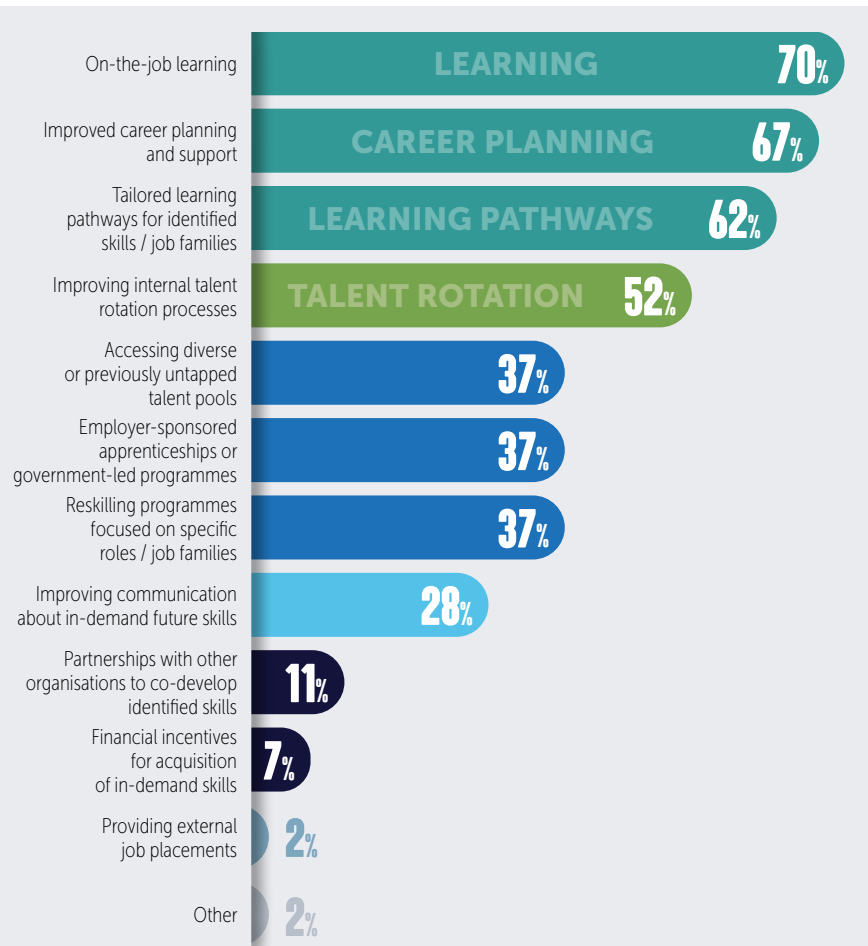 On-the-job learning
LEARNING
70%
Improved career planning
and support
CAREER PLANNING
67%
Tailored learning
pathways for identified
skills / job families
LEARNING PATHWAYS
62%
Improving internal talent
rotation processes
TALENT ROTATION
52%
Accessing diverse
or previously untapped
talent pools
37%
Employer-sponsored
apprenticeships or
government-led programmes
37%
Reskilling programmes
focused on specific
roles / job families
37%
Improving communication
about in-demand future skills
28%
Partnerships with other
organisations to co-develop
identified skills
11%
Financial incentives
for acquisition
of in-demand skills
7%
Providing external
job placements
2%
Other
2%